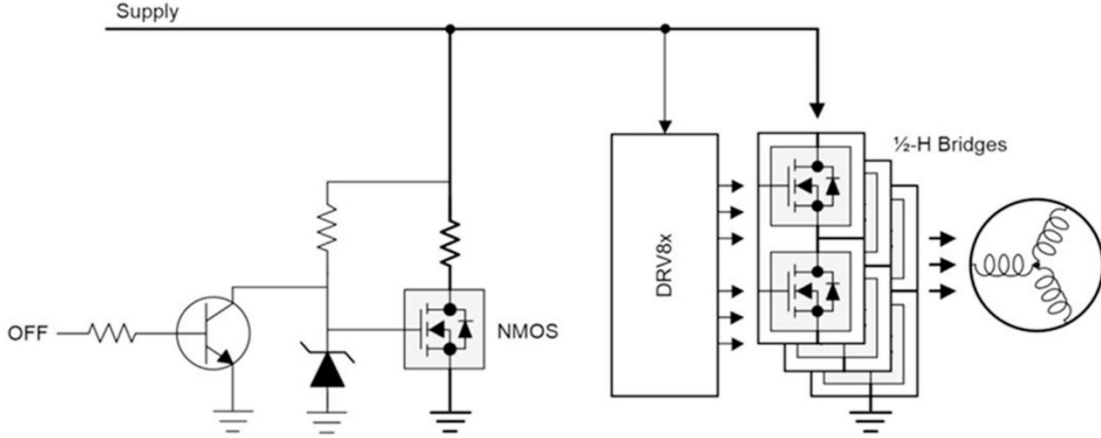 Supply
½-H Bridges
DRV8x
OFF
NMOS